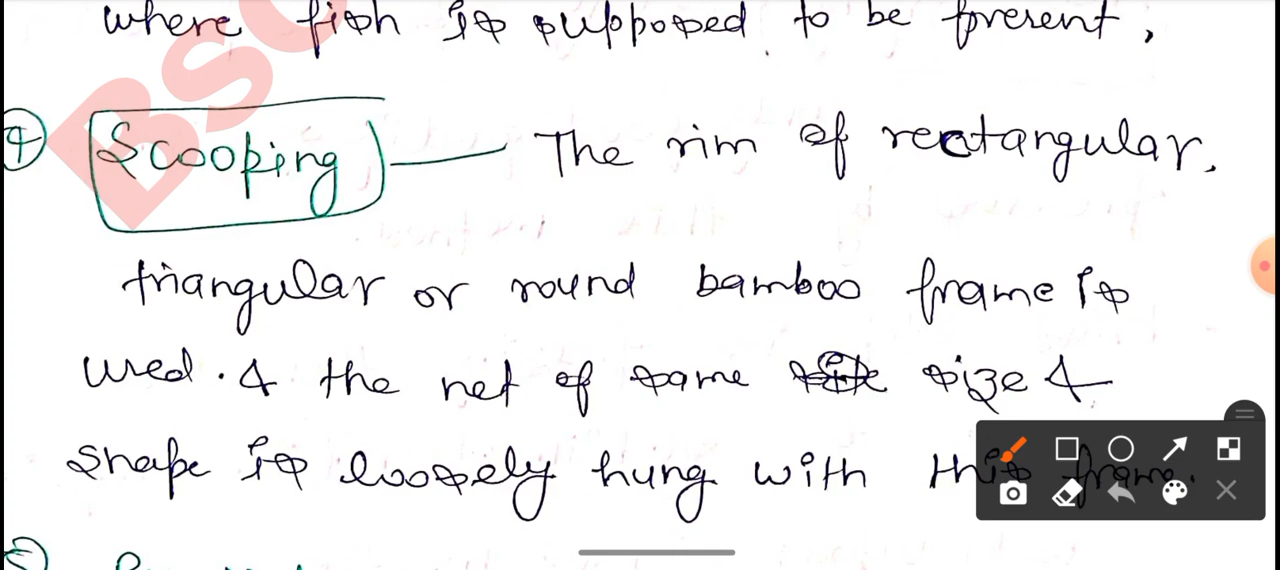 where fish is supposed to be present,
④ Scooping — The rim of rectangular,
triangular or round bamboo frame is
used. & the net of same size &
shape is loosely hung with this frame.
BSC